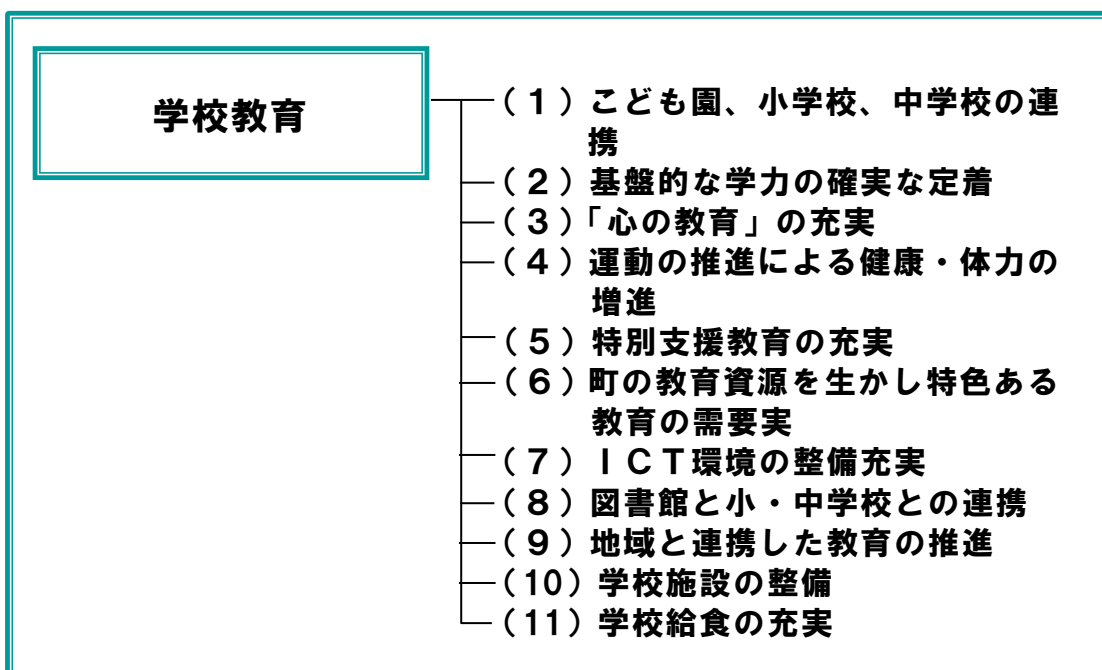 学校教育
（１）こども園、小学校、中学校の連
携
（２）基盤的な学力の確実な定着
（３）「心の教育」の充実
（４）運動の推進による健康・体力の
増進
（５）特別支援教育の充実
（６）町の教育資源を生かし特色ある
教育の需要実
（７）ＩＣＴ環境の整備充実
（８）図書館と小・中学校との連携
（９）地域と連携した教育の推進
（10）学校施設の整備
（11）学校給食の充実